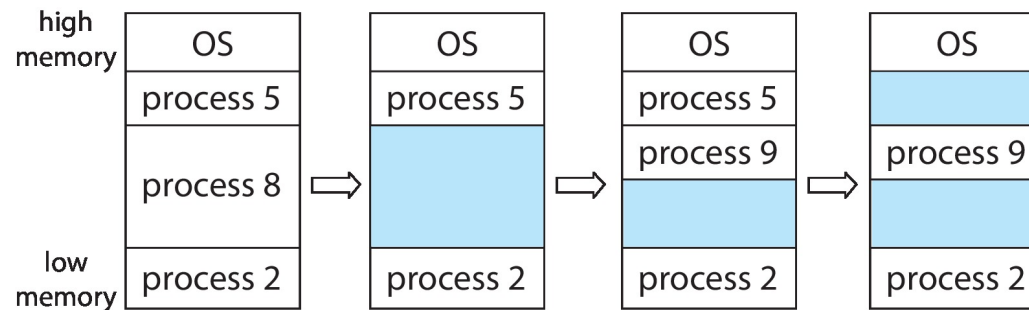 high
memory
OS
process 5
process 8
process 2
low
memory
OS
process 5
process 2
OS
process 5
process 9
process 2
OS
process 9
process 2